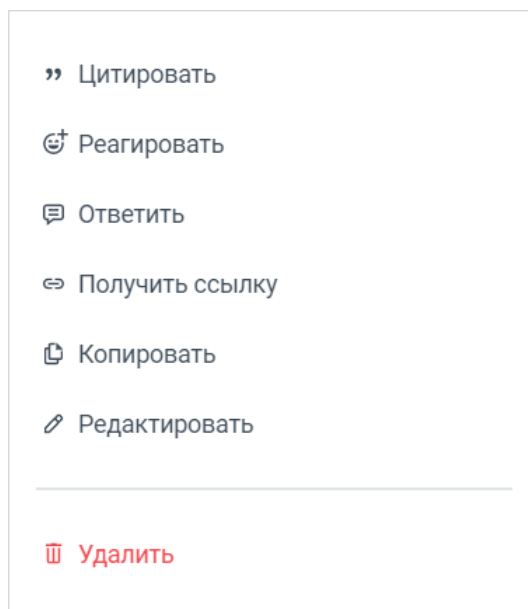 Цитировать
Реагировать
Ответить
Получить ссылку
Копировать
Редактировать
Удалить